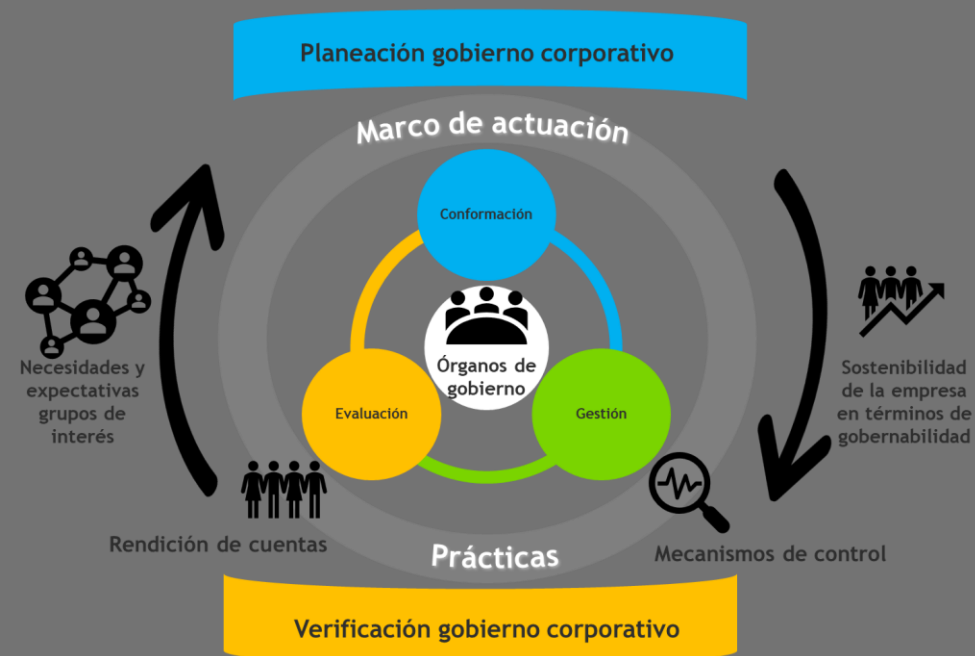 Planeación gobierno corporativo
Marco de actuación
Conformación
Órganos de
gobierno
Evaluación
Gestión
Necesidades y
expectativas
grupos de
interés
Sostenibilidad
de la empresa
en términos de
gobernabilidad
Rendición de cuentas
Prácticas
Mecanismos de control
Verificación gobierno corporativo